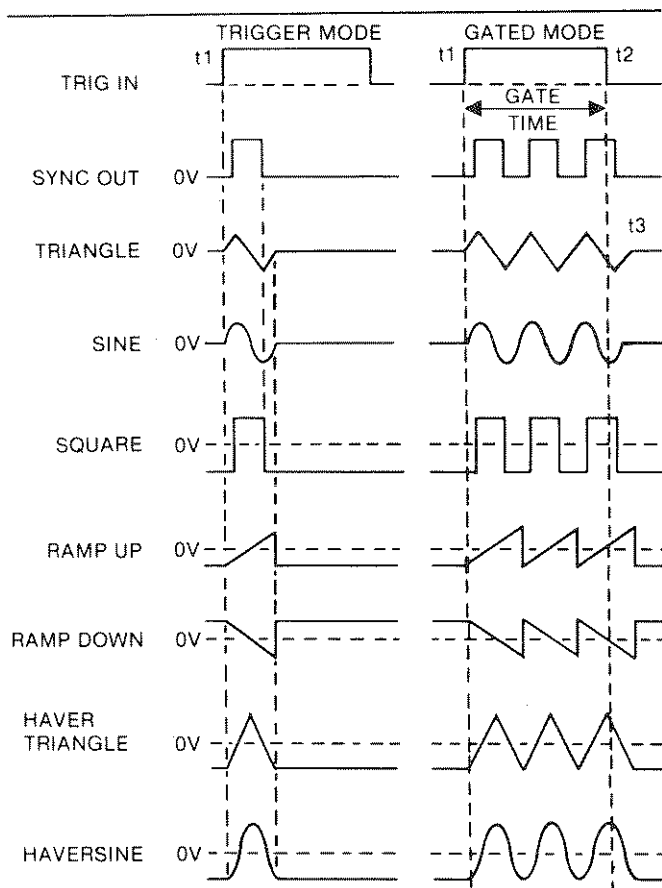 TRIGGER MODE GATED MODE
t1 t1 t2
TRIG IN
GATE
TIME
SYNC OUT 0V
TRIANGLE 0V t3
SINE 0V
SQUARE 0V
RAMP UP 0V
RAMP DOWN 0V
HAVER
TRIANGLE 0V
HAVERSINE 0V